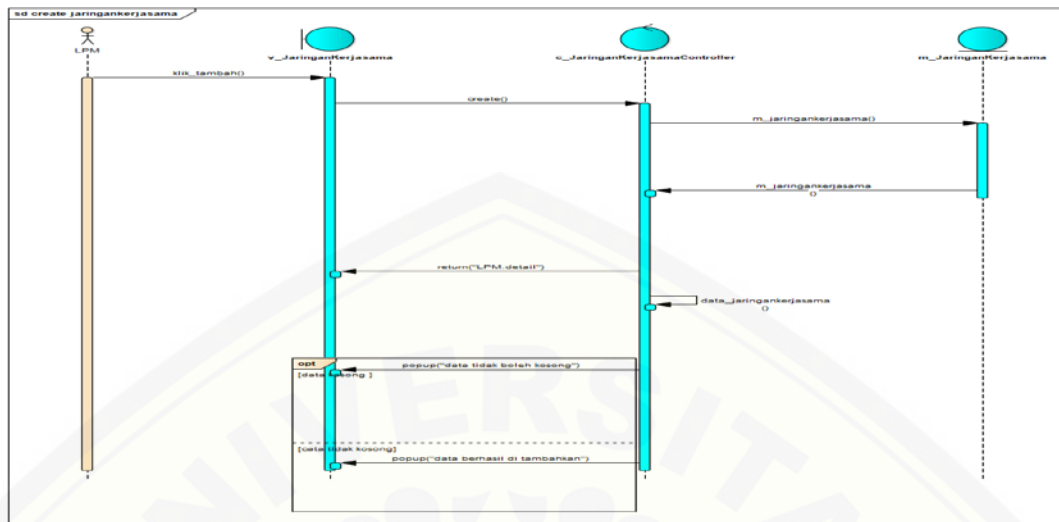 sd create jaringankerjasama
LPM
v_JaringanKerjasama
c_JaringanKerjasamaController
m_JaringanKerjasama
klik_tambah()
create()
m_jaringankerjasama()
m_jaringankerjasama
()
return("LPM.detail")
data_jaringankerjasama
()
opt
popup("data tidak boleh kosong")
[data kosong ]
[data tidak kosong]
popup("data berhasil di tambahkan")
UNIVERSITA